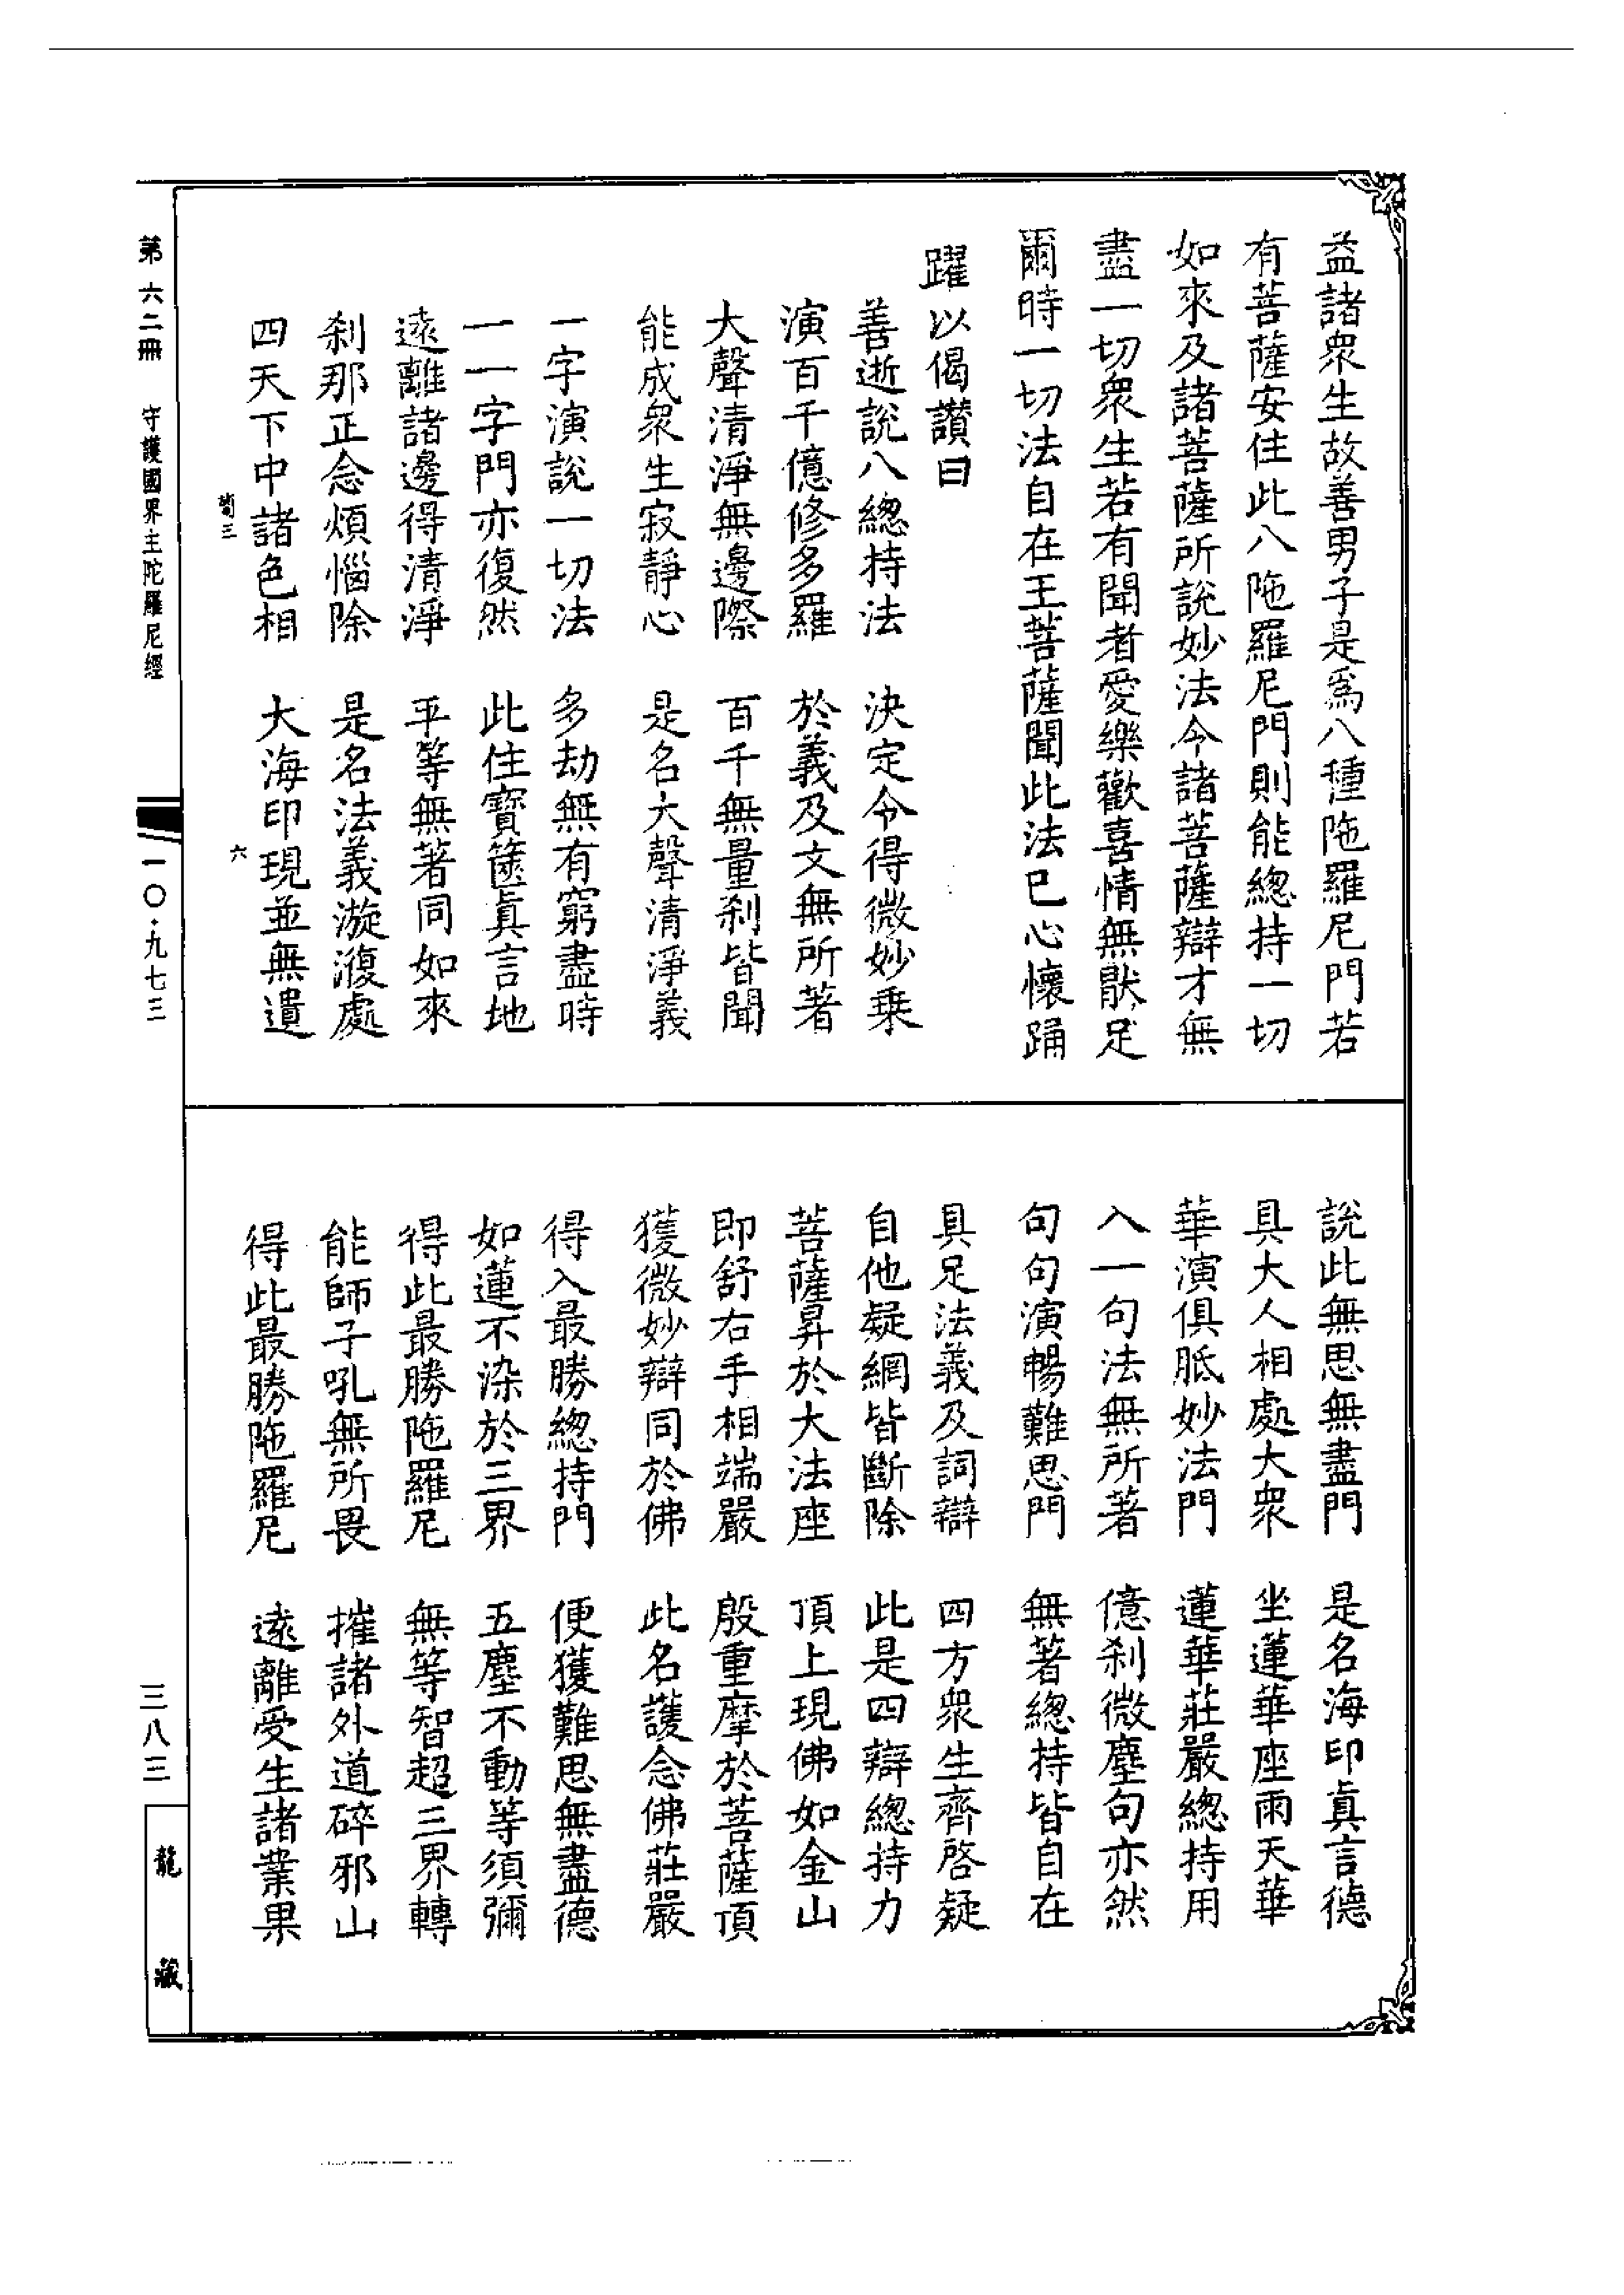 益諸衆生故善男子是爲八種陁羅尼門若
有菩薩安住此八陁羅尼門則能總持一切
如來及諸菩薩所說妙法今諸菩薩辯才無
盡一切衆生若有聞者愛樂歡喜情無猒足
爾時一切法自在王菩薩聞此法已心懷踊
躍以偈讃曰
善逝說八總持法　決定令得微妙乗
演百千億修多羅　於義及文無所著
大聲清淨無邊際　百千無量刹皆聞
能成衆生寂靜心　是名大聲清淨義
一字演說一切法　多劫無有窮盡時
一一字門亦復然　此住寶篋眞言地
遠離諸邊得清淨　平等無著同如來
刹那正念煩惱除　是名法義漩澓處
四天下中諸色相　大海印現並無遺
說此無思無盡門　是名海印眞言德
具大人相處大衆　坐蓮華座雨天華
華演俱胝妙法門　蓮華莊嚴總持用
入一句法無所著　億刹微塵句亦然
句句演暢難思門　無著總持皆自在
具足法義及詞辯　四方衆生齊啓疑
自他疑網皆斷除　此是四辯總持力
菩薩昇於大法座　頂上現佛如金山
即舒右手相端嚴　殷重摩於菩薩頂
獲微妙辯同於佛　此名護念佛莊嚴
得入最勝總持門　便獲難思無盡德
如蓮不染於三界　五塵不動等須彌
得此最勝陁羅尼　無等智超三界轉
能師子吼無所畏　摧諸外道碎邪山
得此最勝陁羅尼　遠離受生諸業果
第六二冊　守護國界主陀羅尼經
三
六
一〇·九七三
三八三
龍藏